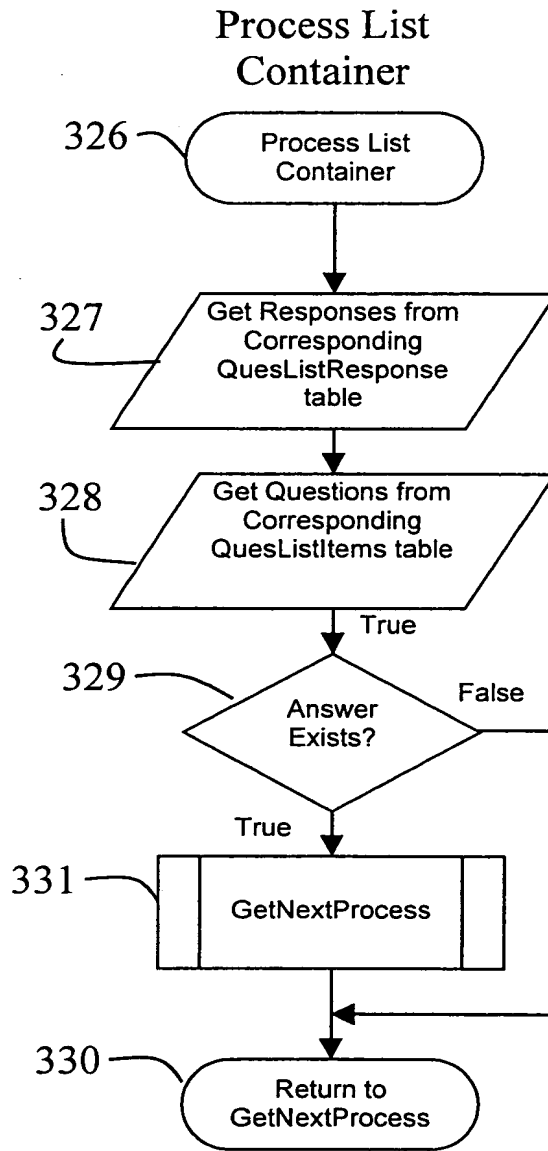 Process List
Container
326
Process List
Container
327
Get Responses from
Corresponding
QuesListResponse
table
328
Get Questions from
Corresponding
QuesListItems table
True
329
Answer
Exists?
False
True
331
GetNextProcess
330
Return to
GetNextProcess